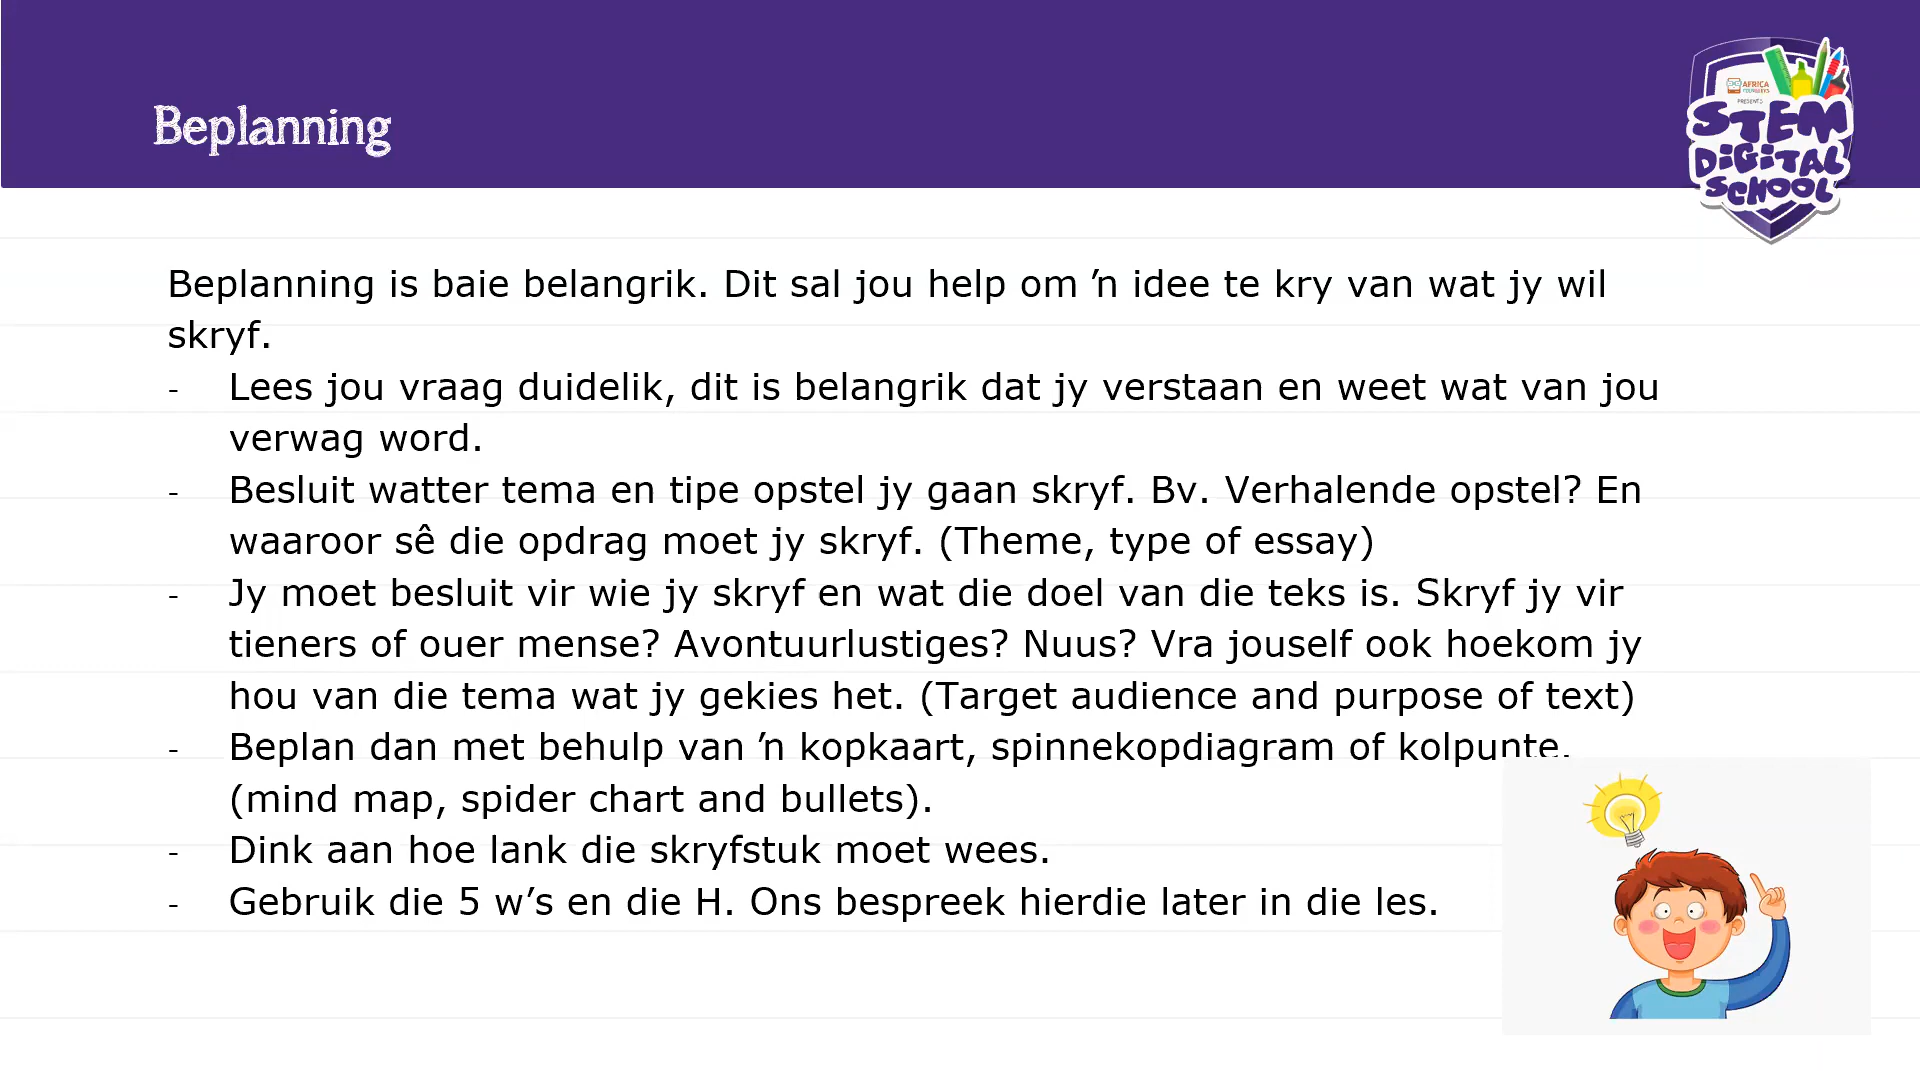 Beplanning
AFRICA
PRESENTS
STEM
DIGITAL
SCHOOL
Beplanning is baie belangrik. Dit sal jou help om ’n idee te kry van wat jy wil
skryf.
- Lees jou vraag duidelik, dit is belangrik dat jy verstaan en weet wat van jou
verwag word.
- Besluit watter tema en tipe opstel jy gaan skryf. Bv. Verhalende opstel? En
waaroor sê die opdrag moet jy skryf. (Theme, type of essay)
- Jy moet besluit vir wie jy skryf en wat die doel van die teks is. Skryf jy vir
tieners of ouer mense? Avontuurlustiges? Nuus? Vra jouself ook hoekom jy
hou van die tema wat jy gekies het. (Target audience and purpose of text)
- Beplan dan met behulp van ’n kopkaart, spinnekopdiagram of kolpunte.
(mind map, spider chart and bullets).
- Dink aan hoe lank die skryfstuk moet wees.
- Gebruik die 5 w’s en die H. Ons bespreek hierdie later in die les.